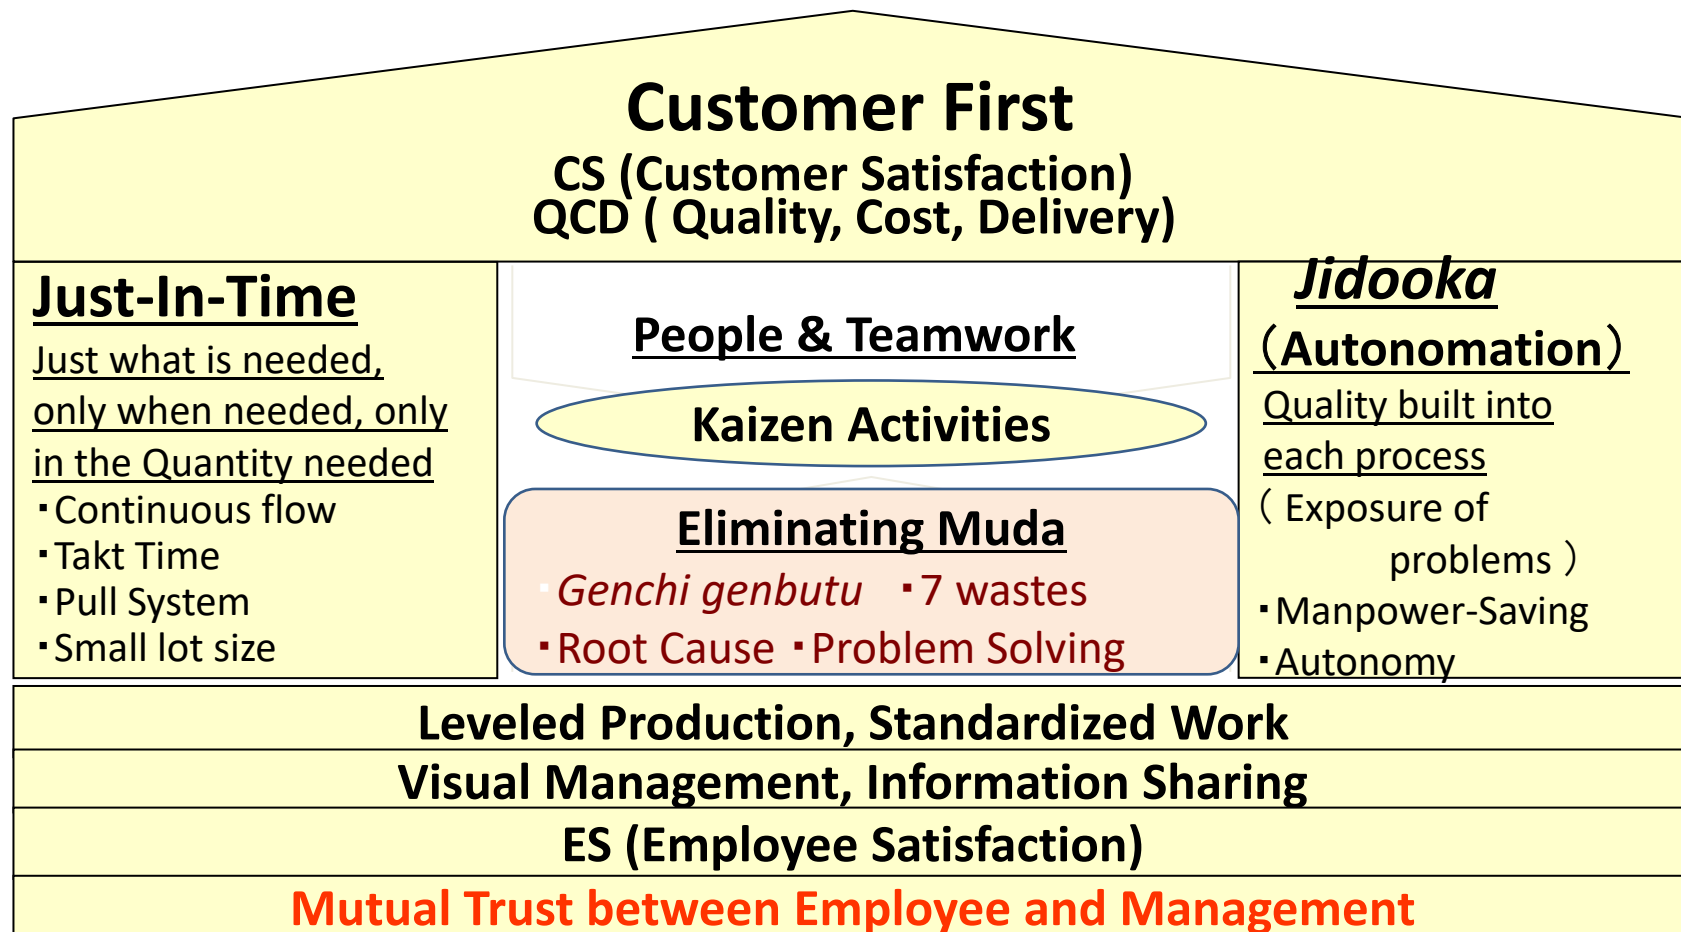 Customer First
CS (Customer Satisfaction)
QCD ( Quality, Cost, Delivery)
Just-In-Time
Just what is needed,
only when needed, only
in the Quantity needed
・Continuous flow
・Takt Time
・Pull System
・Small lot size
People & Teamwork
Kaizen Activities
Eliminating Muda
・Genchi genbutu ・7 wastes
・Root Cause ・Problem Solving
Jidooka
（Autonomation）
Quality built into
each process
（ Exposure of
problems ）
・Manpower-Saving
・Autonomy
Leveled Production, Standardized Work
Visual Management, Information Sharing
ES (Employee Satisfaction)
Mutual Trust between Employee and Management